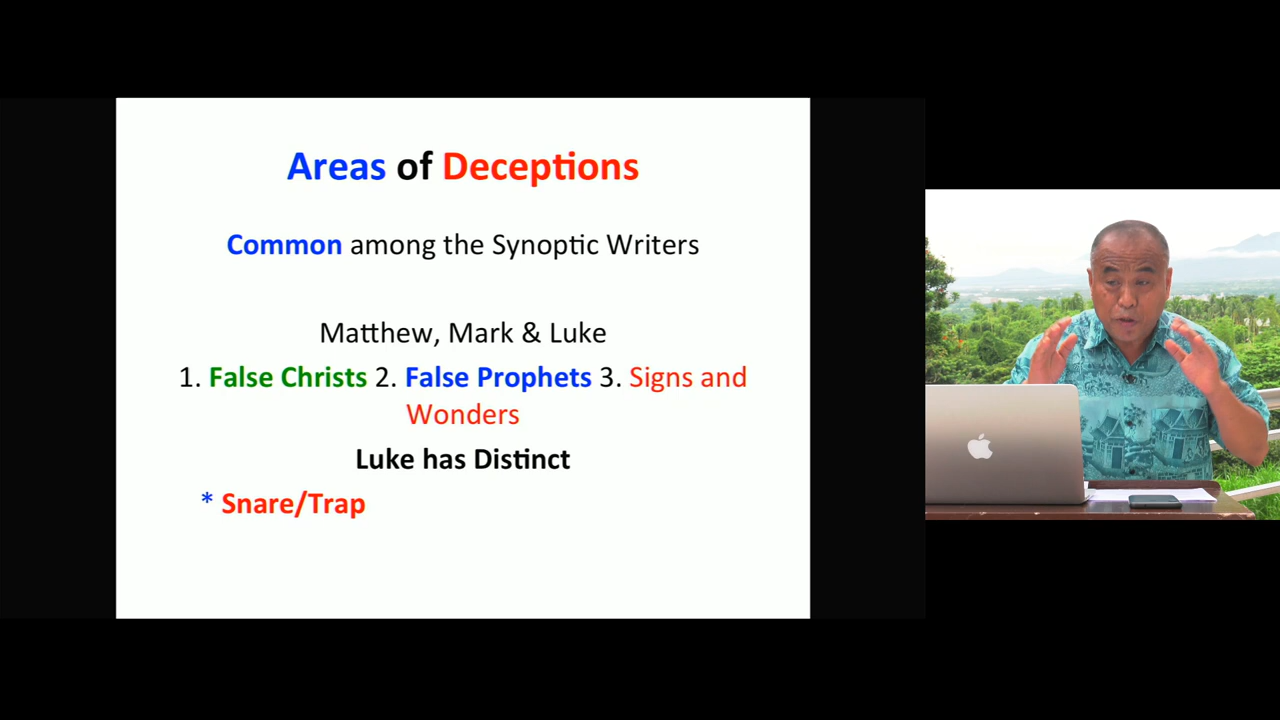 Areas of Deceptions
Common among the Synoptic Writers
Matthew, Mark & Luke
1. False Christs 2. False Prophets 3. Signs and
Wonders
Luke has Distinct
* Snare/Trap